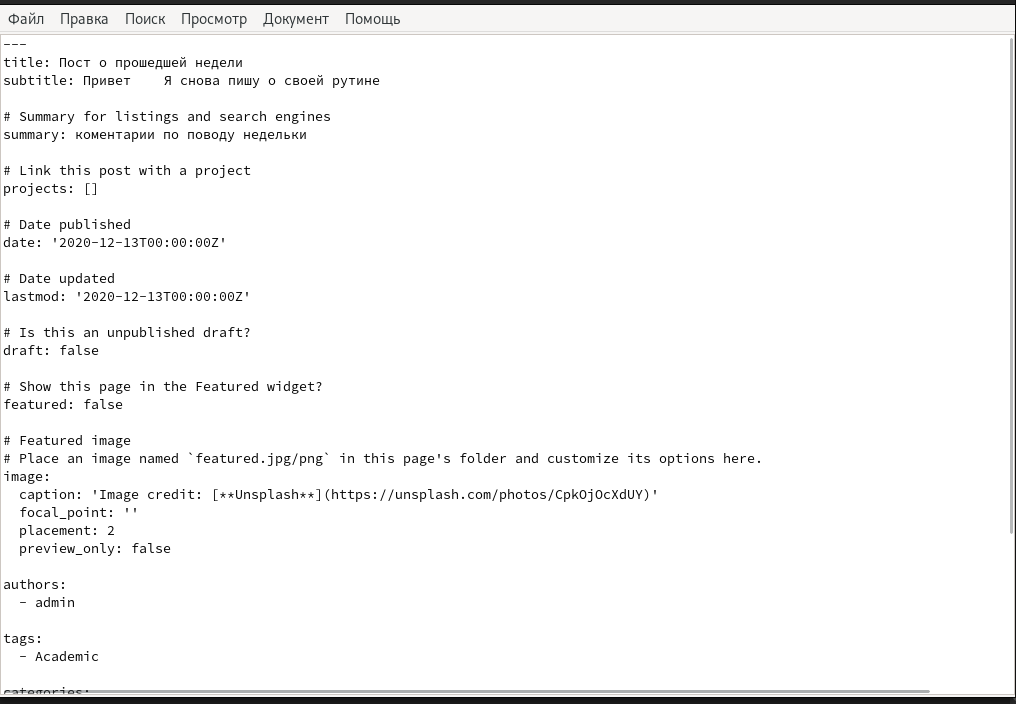 Файл Правка Поиск Просмотр Документ Помощь
---
title: Пост о прошедшей недели
subtitle: Привет    Я снова пишу о своей рутине
# Summary for listings and search engines
summary: коментарии по поводу недельки
# Link this post with a project
projects: []
# Date published
date: '2020-12-13T00:00:00Z'
# Date updated
lastmod: '2020-12-13T00:00:00Z'
# Is this an unpublished draft?
draft: false
# Show this page in the Featured widget?
featured: false
# Featured image
# Place an image named `featured.jpg/png` in this page's folder and customize its options here.
image:
  caption: 'Image credit: [**Unsplash**](https://unsplash.com/photos/CpkOjOcXdUY)'
  focal_point: ''
  placement: 2
  preview_only: false
authors:
  - admin
tags:
  - Academic
categories: